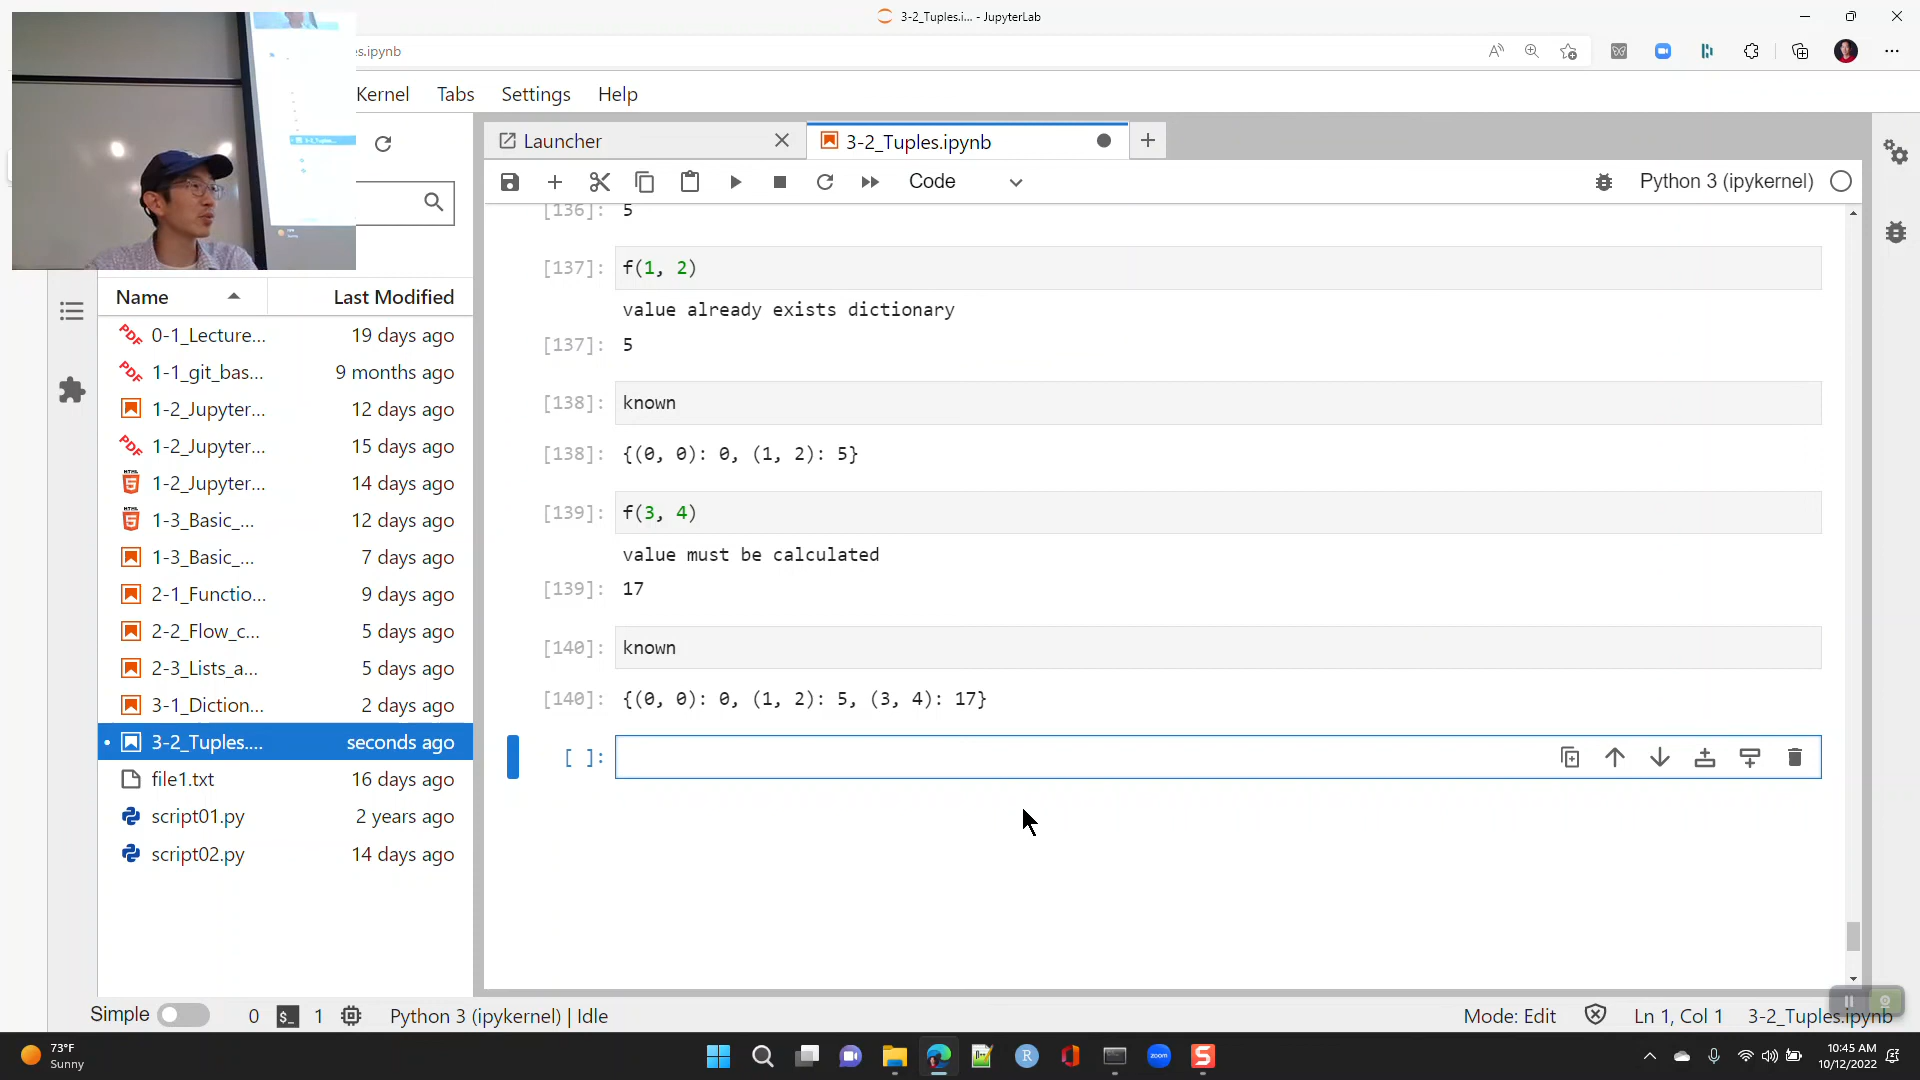 3-2_Tuples.i... - JupyterLab
es.ipynb
Kernel Tabs Settings Help
Launcher
3-2_Tuples.ipynb
Code
Python 3 (ipykernel)
Name Last Modified
0-1_Lecture... 19 days ago
1-1_git_bas... 9 months ago
1-2_Jupyter... 12 days ago
1-2_Jupyter... 15 days ago
1-2_Jupyter... 14 days ago
1-3_Basic_... 12 days ago
1-3_Basic_... 7 days ago
2-1_Functio... 9 days ago
2-2_Flow_c... 5 days ago
2-3_Lists_a... 5 days ago
3-1_Diction... 2 days ago
3-2_Tuples.... seconds ago
file1.txt 16 days ago
script01.py 2 years ago
script02.py 14 days ago
[136]: 5
[137]: f(1, 2)
value already exists dictionary
[137]: 5
[138]: known
[138]: {(0, 0): 0, (1, 2): 5}
[139]: f(3, 4)
value must be calculated
[139]: 17
[140]: known
[140]: {(0, 0): 0, (1, 2): 5, (3, 4): 17}
[ ]:
Simple 0 $_ 1 Python 3 (ipykernel) | Idle
Mode: Edit Ln 1, Col 1 3-2_Tuples.ipynb
73°F
Sunny
zoom
10:45 AM
10/12/2022